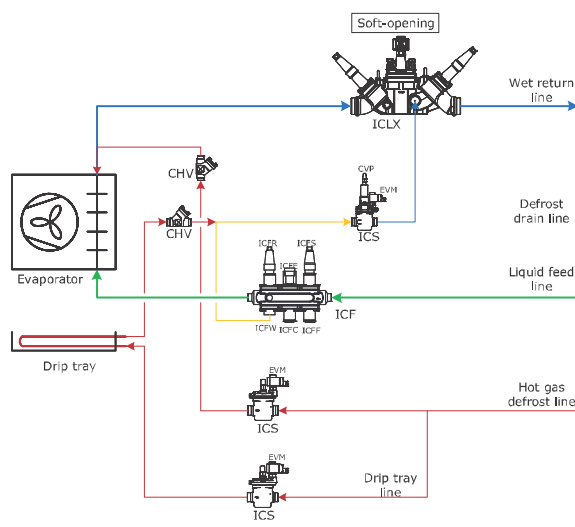 Soft-opening
ICLX
Wet return
line
CHV
CVP
EVM
ICS
CHV
Defrost
drain line
Evaporator
ICFR
ICFE
ICFS
ICF
Liquid feed
line
ICFW
ICFC
ICFF
Drip tray
EVM
ICS
Hot gas
defrost line
EVM
ICS
Drip tray
line